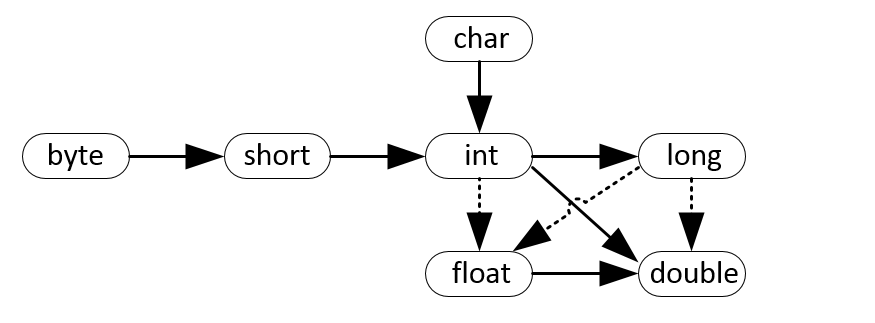 char
byte
short
int
long
float
double